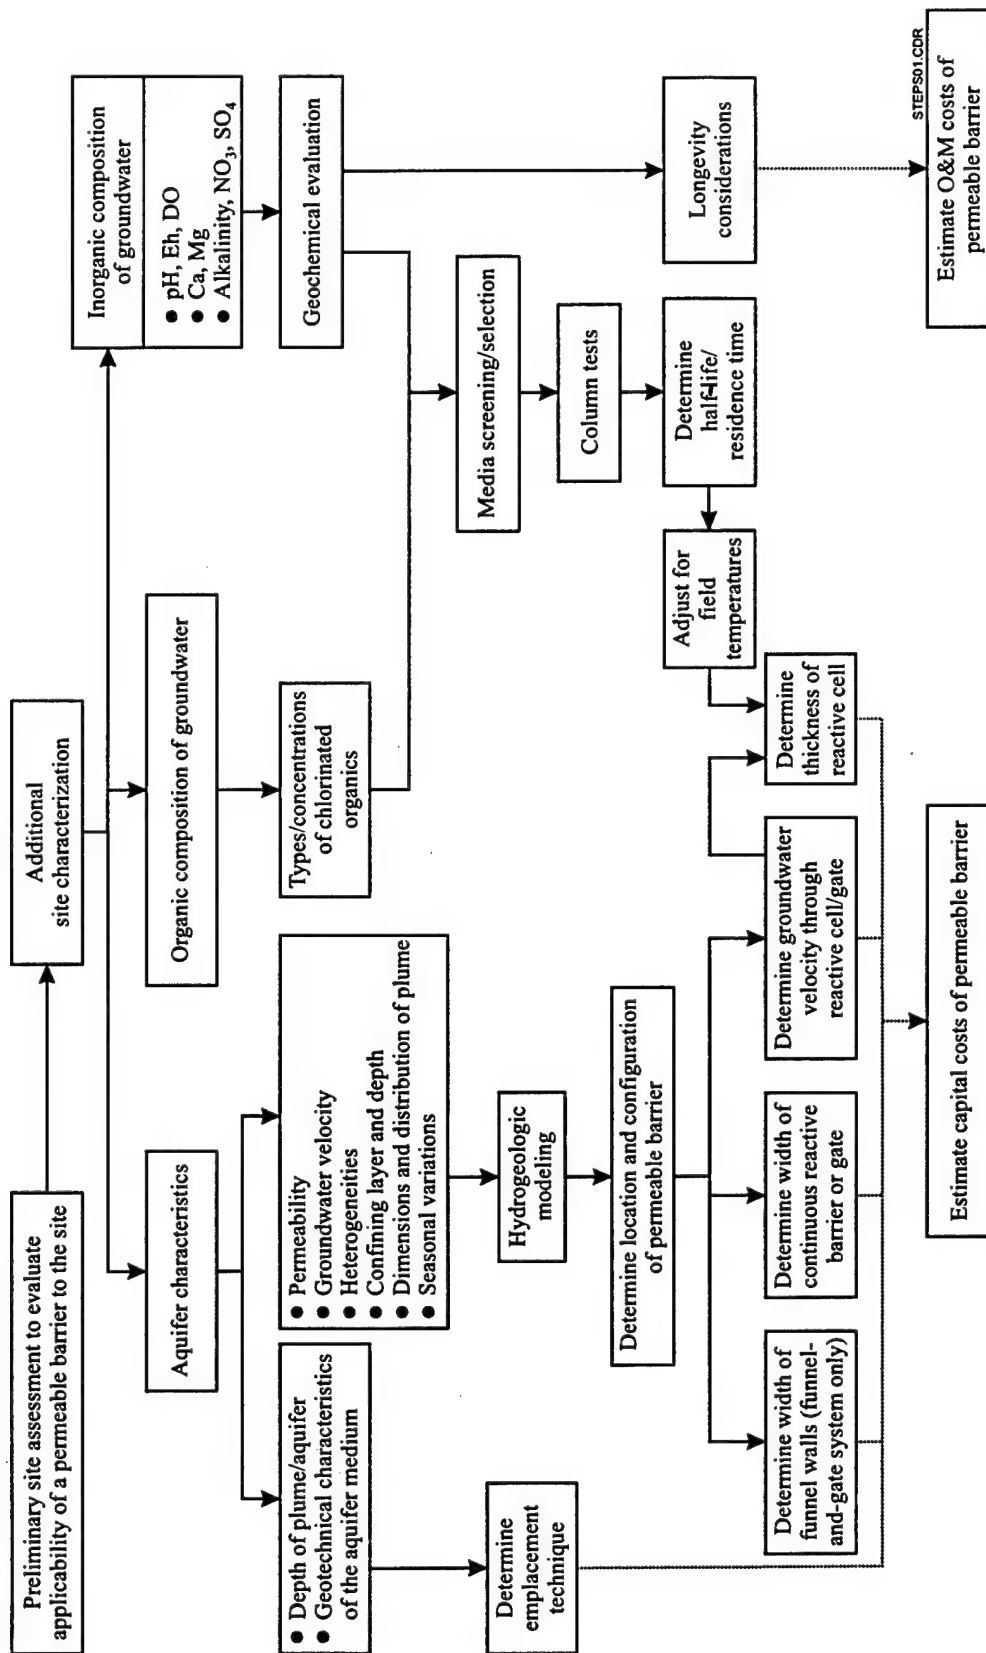 Preliminary site assessment to evaluate
applicability of a permeable barrier to the site
Additional
site characterization
Aquifer characteristics
Organic composition of groundwater
Inorganic composition
of groundwater
● pH, Eh, DO
● Ca, Mg
● Alkalinity, NO₃, SO₄
● Depth of plume/aquifer
● Geotechnical characteristics
of the aquifer medium
● Permeability
● Groundwater velocity
● Heterogeneities
● Confining layer and depth
● Dimensions and distribution of plume
● Seasonal variations
Types/concentrations
of chlorinated
organics
Geochemical evaluation
Determine
emplacement
technique
Hydrogeologic
modeling
Media screening/selection
Column tests
Determine location and configuration
of permeable barrier
Adjust for
field
temperatures
Determine
half-life/
residence time
Longevity
considerations
Determine width of
funnel walls (funnel-
and-gate system only)
Determine width of
continuous reactive
barrier or gate
Determine groundwater
velocity through
reactive cell/gate
Determine
thickness of
reactive cell
STEPS01.CDR
Estimate capital costs of permeable barrier
Estimate O&M costs of
permeable barrier